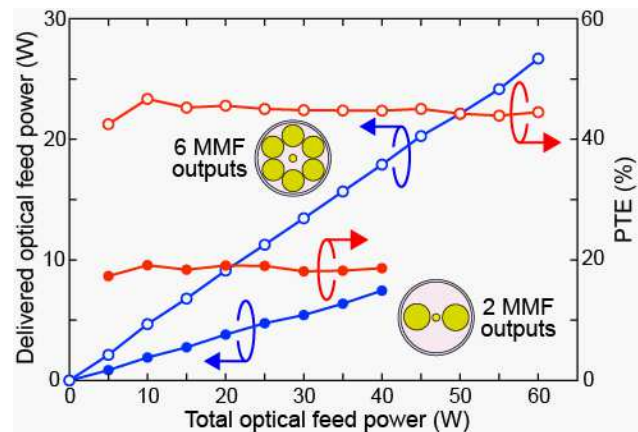 30
60
20
40
10
20
0
0
0
10
20
30
40
50
60
Delivered optical feed power (W)
PTE (%)
6 MMF
outputs
2 MMF
outputs
Total optical feed power (W)